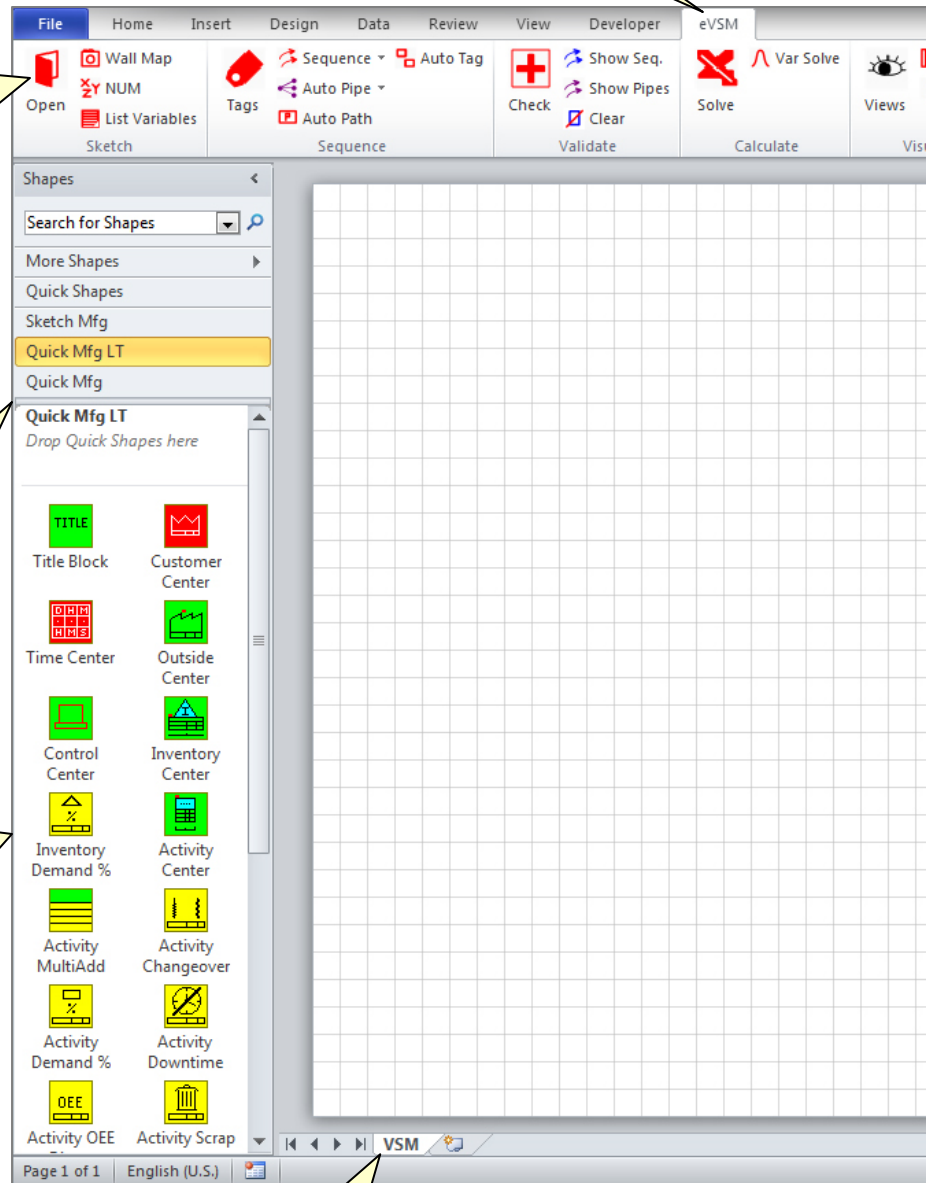 File Home Insert Design Data Review View Developer eVSM
Wall Map
Sequence
Auto Tag
Show Seq.
Var Solve
XY NUM
Z
Auto Pipe
Show Pipes
Open
List Variables
Tags
P Auto Path
Check
Clear
Solve
Views
Sketch
Sequence
Validate
Calculate
Shapes
Search for Shapes
More Shapes
Quick Shapes
Sketch Mfg
Quick Mfg LT
Quick Mfg
Quick Mfg LT
Drop Quick Shapes here
TITLE
Title Block
Customer
Center
DHM
HMS
Time Center
Outside
Center
Control
Center
I
Inventory
Center
%
Inventory
Demand %
Activity
Center
Activity
MultiAdd
Activity
Changeover
%
Activity
Demand %
Activity
Downtime
OEE
Activity OEE
Activity Scrap
VSM
Page 1 of 1 English (U.S.)